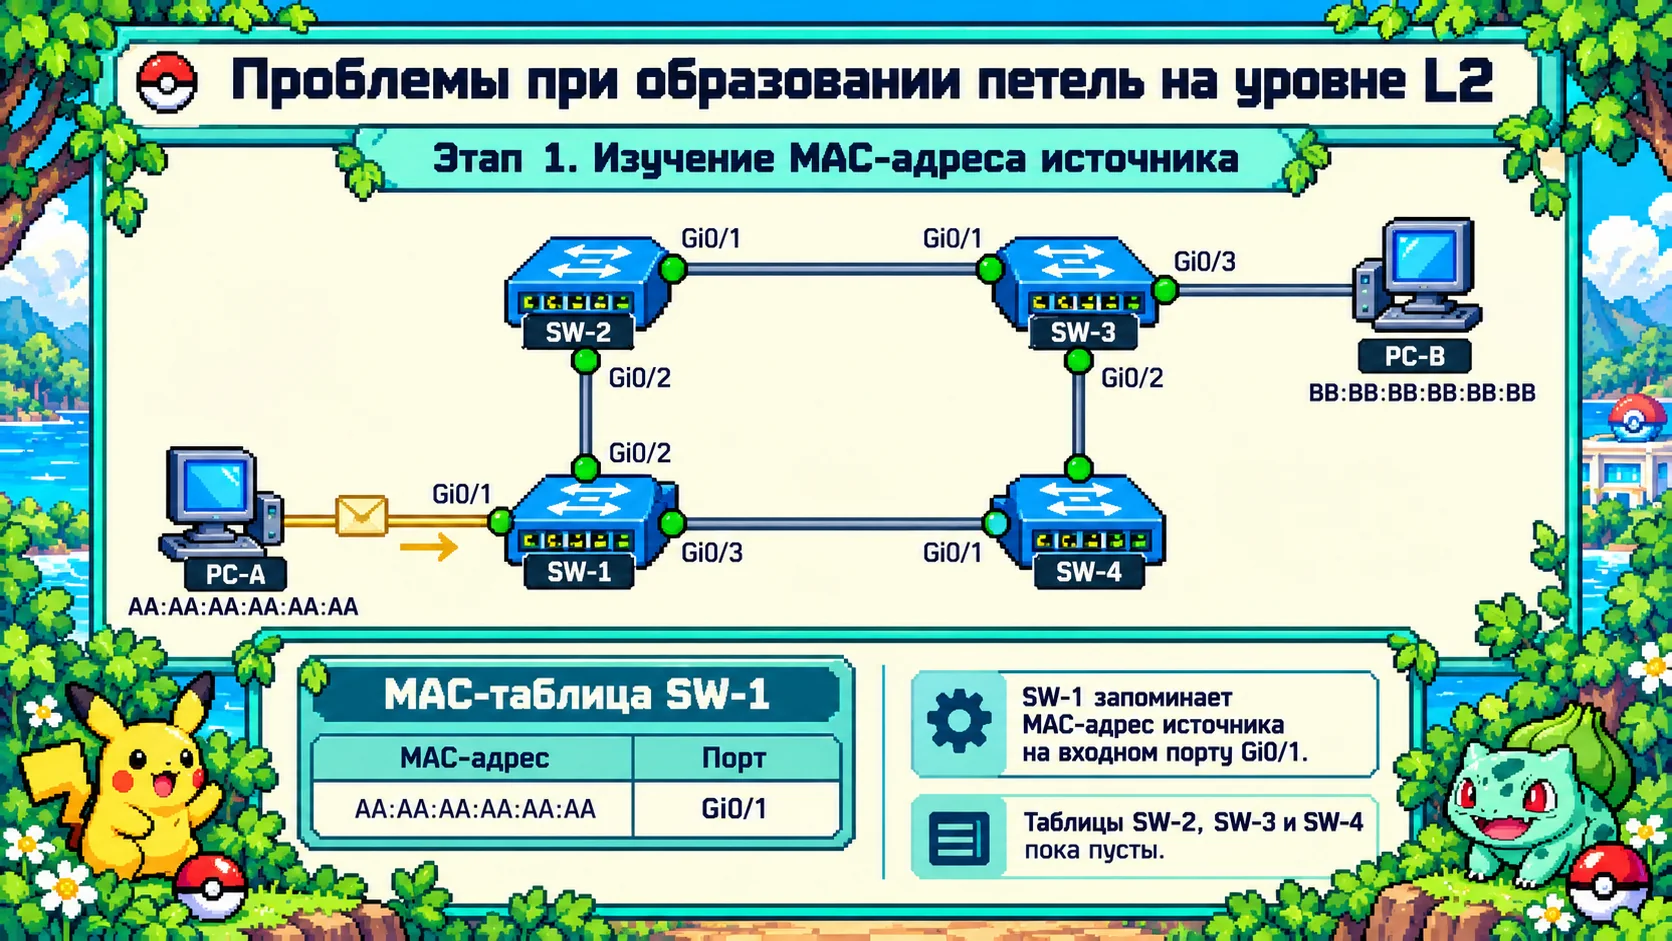 Проблемы при образовании петель на уровне L2
Этап 1. Изучение MAC-адреса источника
Gi0/1
Gi0/1
Gi0/3
SW-2
SW-3
PC-B
Gi0/2
Gi0/2
BB:BB:BB:BB:BB:BB
Gi0/2
Gi0/1
Gi0/3
Gi0/1
PC-A
SW-1
SW-4
AA:AA:AA:AA:AA:AA
MAC-таблица SW-1
MAC-адрес
Порт
AA:AA:AA:AA:AA:AA
Gi0/1
SW-1 запоминает
MAC-адрес источника
на входном порту Gi0/1.
Таблицы SW-2, SW-3 и SW-4
пока пусты.